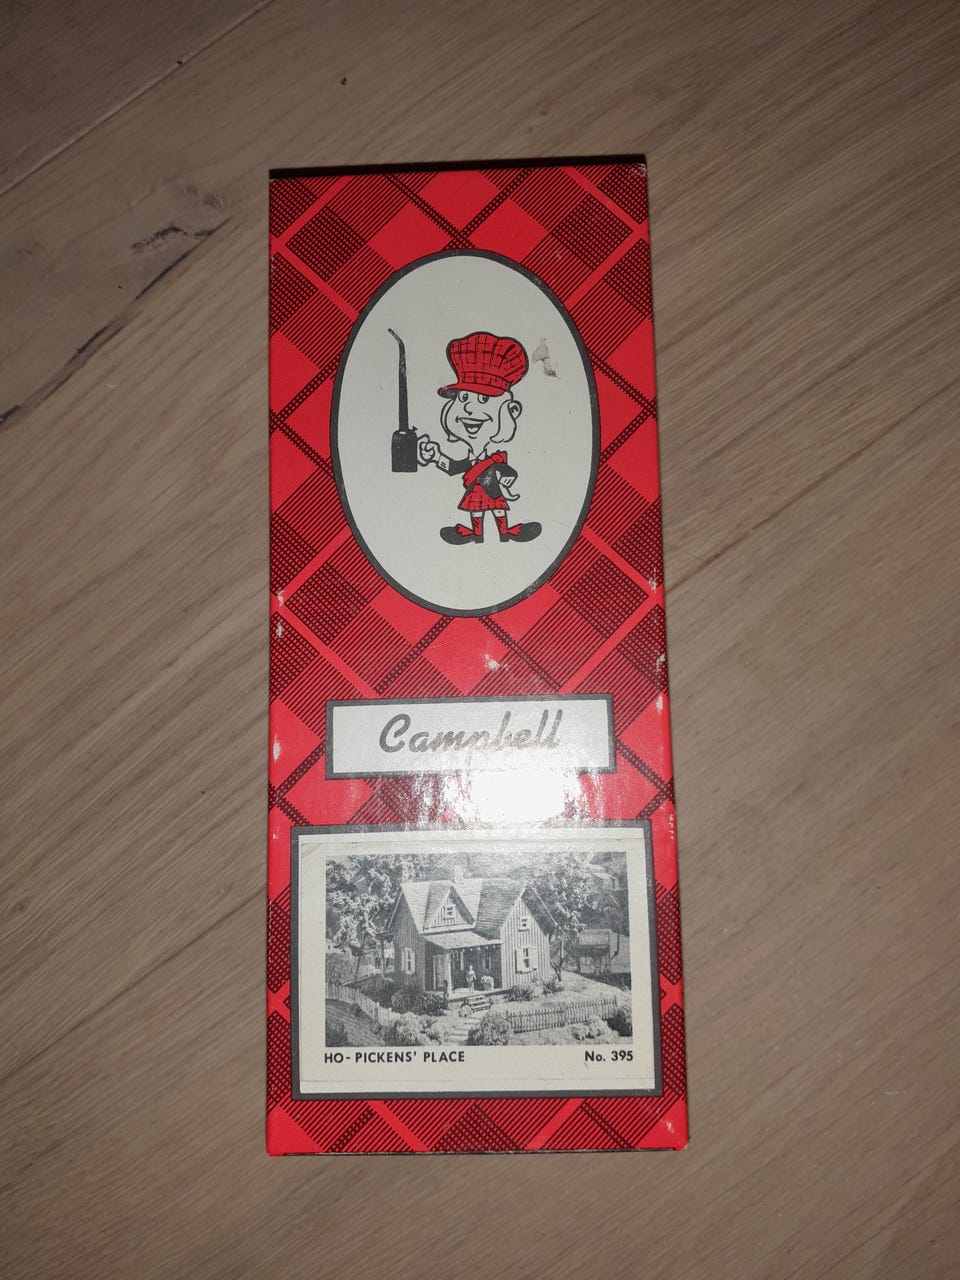 Campbell
HO-PICKENS' PLACE No. 395